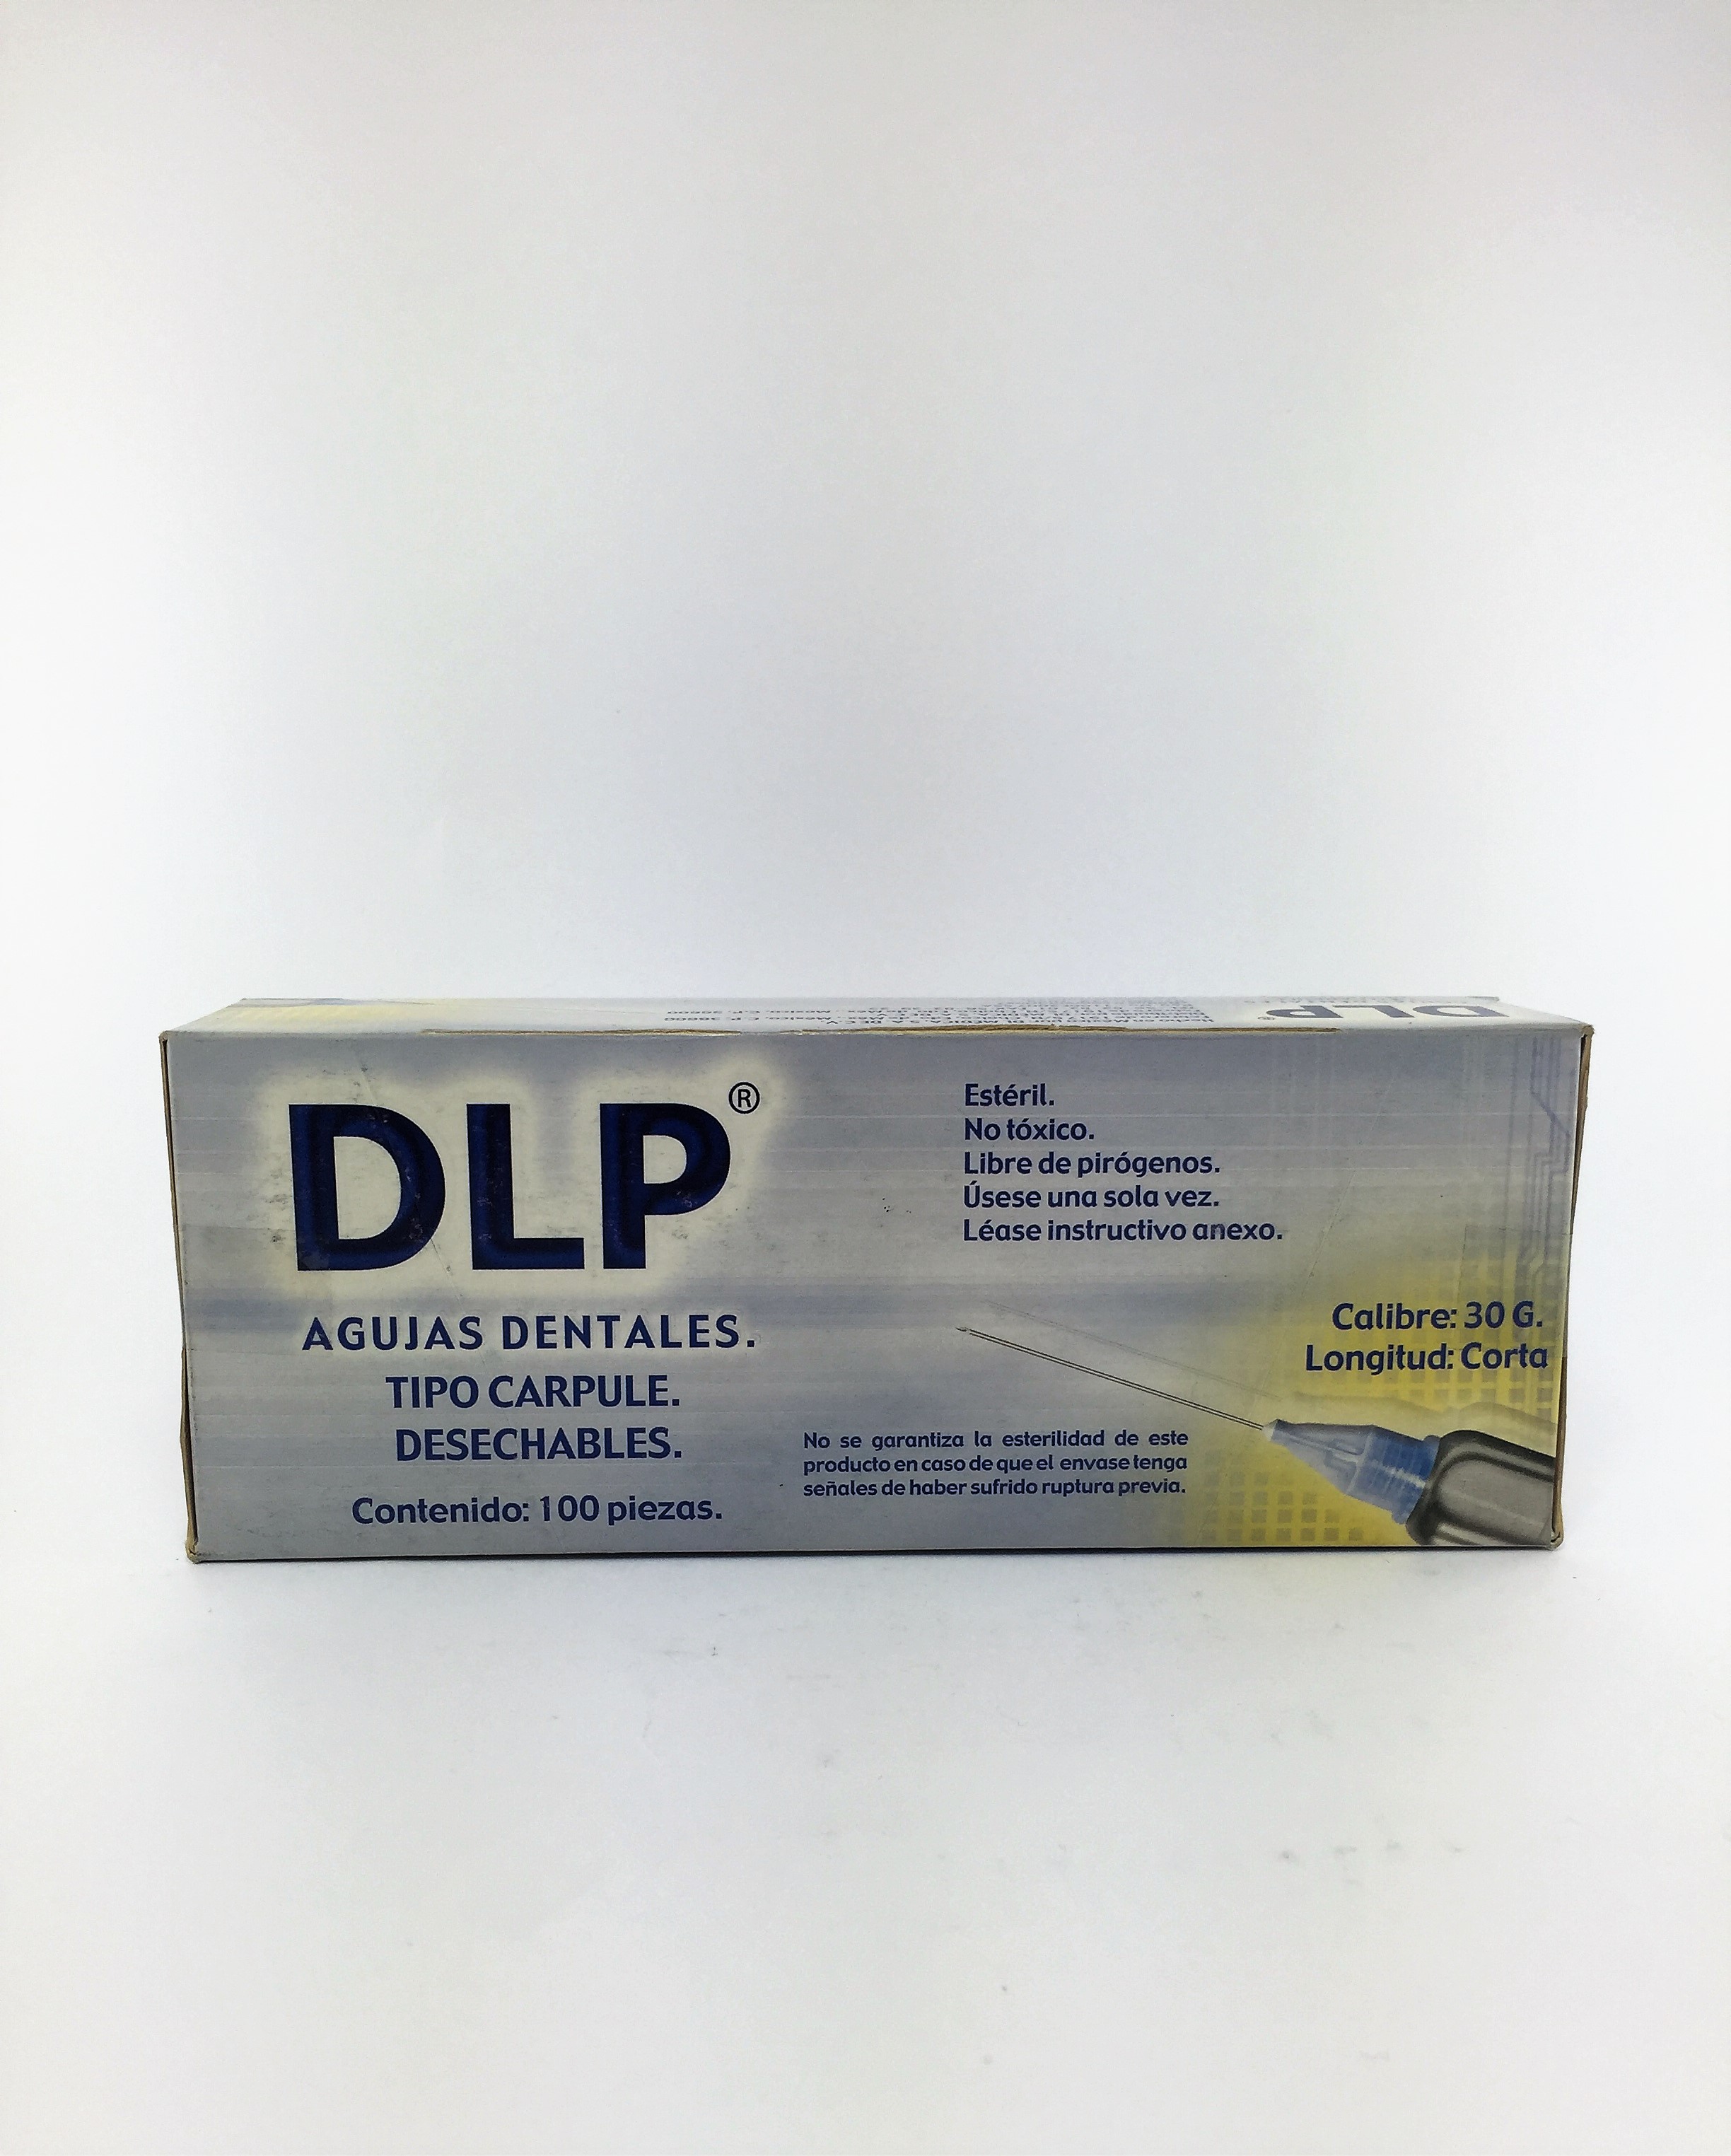 DLP®
AGUJAS DENTALES.
TIPO CARPULE.
DESECHABLES.
Contenido: 100 piezas.
Estéril.
No tóxico.
Libre de pirógenos.
Úsese una sola vez.
Léase instructivo anexo.
Calibre: 30 G.
Longitud: Corta
No se garantiza la esterilidad de este
producto en caso de que el envase tenga
señales de haber sufrido ruptura previa.
DLP®